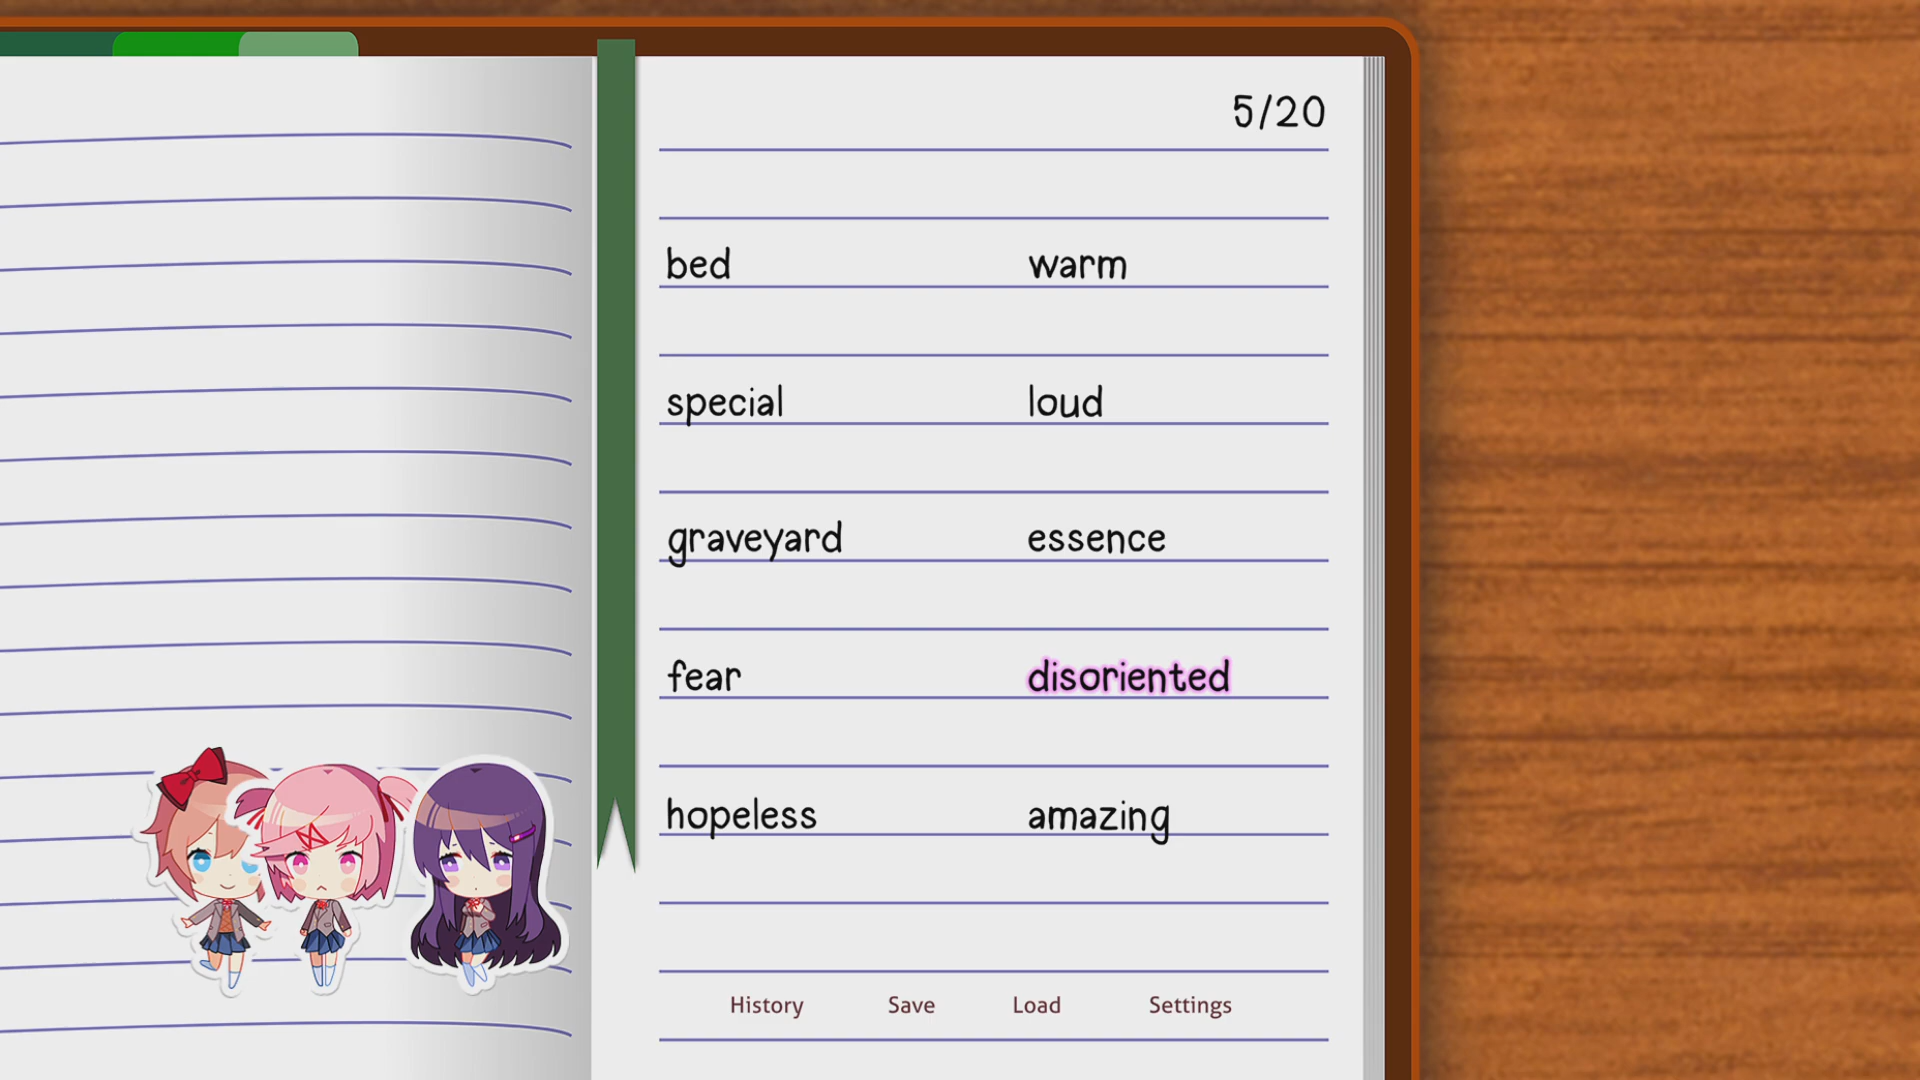 5/20
bed warm
special loud
graveyard essence
fear disoriented
hopeless amazing
History Save Load Settings